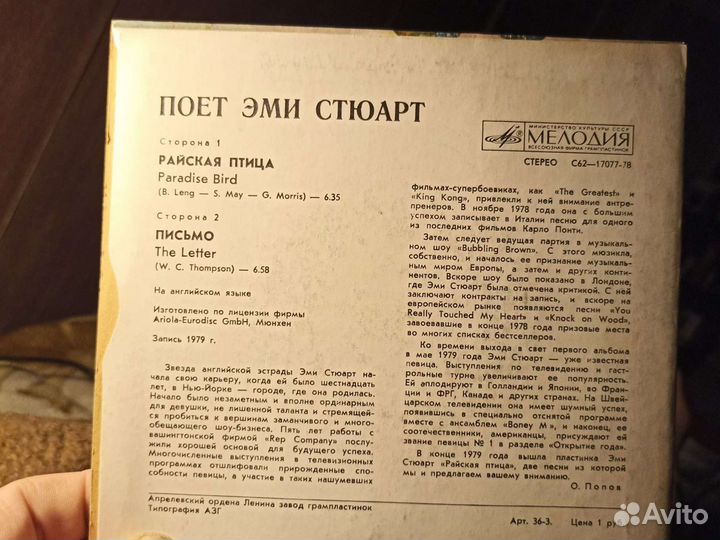 ПОЕТ ЭМИ СТЮАРТ
Сторона 1
РАЙСКАЯ ПТИЦА
Paradise Bird
(B. Leng — S. May — G. Morris) — 6.35
Сторона 2
ПИСЬМО
The Letter
(W. C. Thompson) — 6.58
На английском языке
Изготовлено по лицензии фирмы
Ariola-Eurodisc GmbH, Мюнхен
Запись 1979 г.
Звезда английской эстрады Эми Стюарт на-
чала свою карьеру, когда ей было шестнадцать
лет, в Нью-Йорке — городе, где она родилась.
Начало было незаметным и вполне ординарным
для девушки, не лишенной таланта и стремящей-
ся пробиться к вершинам заманчивого и много-
обещающего шоу-бизнеса. Пять лет работы с
вашингтонской фирмой «Rep Company» послу-
жили хорошей основой для будущего успеха.
Многочисленные выступления в телевизионных
программах отшлифовали прирожденные спо-
собности певицы, а участие в таких нашумевших
МИНИСТЕРСТВО КУЛЬТУРЫ СССР
МЕЛОДИЯ
ВСЕСОЮЗНАЯ ФИРМА ГРАМПЛАСТИНОК
СТЕРЕО С62—17077-78
фильмах-супербоевиках, как «The Greatest» и
«King Kong», привлекли к ней внимание антре-
пренеров. В ноябре 1978 года она с большим
успехом записывает в Италии песню для одного
из последних фильмов Карло Понти.
Затем следует ведущая партия в музыкаль-
ном шоу «Bubbling Brown». С этого мюзикла,
собственно, и началось ее признание музыкаль-
ным миром Европы, а затем и других конти-
нентов. Вскоре шоу было показано в Лондоне,
где Эми Стюарт была отмечена критикой. С ней
заключают контракты на запись, и вскоре на
европейском рынке появляются песни «You
Really Touched My Heart» и «Knock on Wood»,
завоевавшие в конце 1978 года призовые места
во многих списках бестселлеров.
Ко времени выхода в свет первого альбома
в мае 1979 года Эми Стюарт — уже известная
певица. Выступления по телевидению и гаст-
рольные турне увеличивают ее популярность.
Ей аплодируют в Голландии и Японии, во Фран-
ции и ФРГ, Канаде и других странах. На Швей-
царском телевидении она имеет шумный успех,
появившись в специально отснятой программе
вместе с ансамблем «Boney M», и наконец, ее
соотечественники, американцы, присуждают ей
звание певицы № 1 в разделе «Открытие года».
В конце 1979 года вышла пластинка Эми
Стюарт «Райская птица», две песни из которой
мы и предлагаем вашему вниманию.
О. Попов
Апрелевский ордена Ленина завод грампластинок
Типография АЗГ
Арт. 36-3. Цена 1 ру
Avito